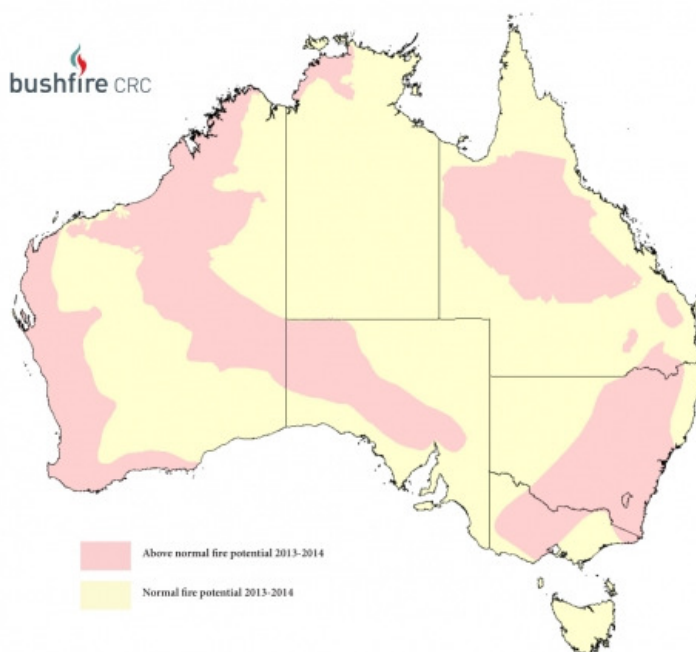 bushfire CRC
Above normal fire potential 2013-2014
Normal fire potential 2013-2014